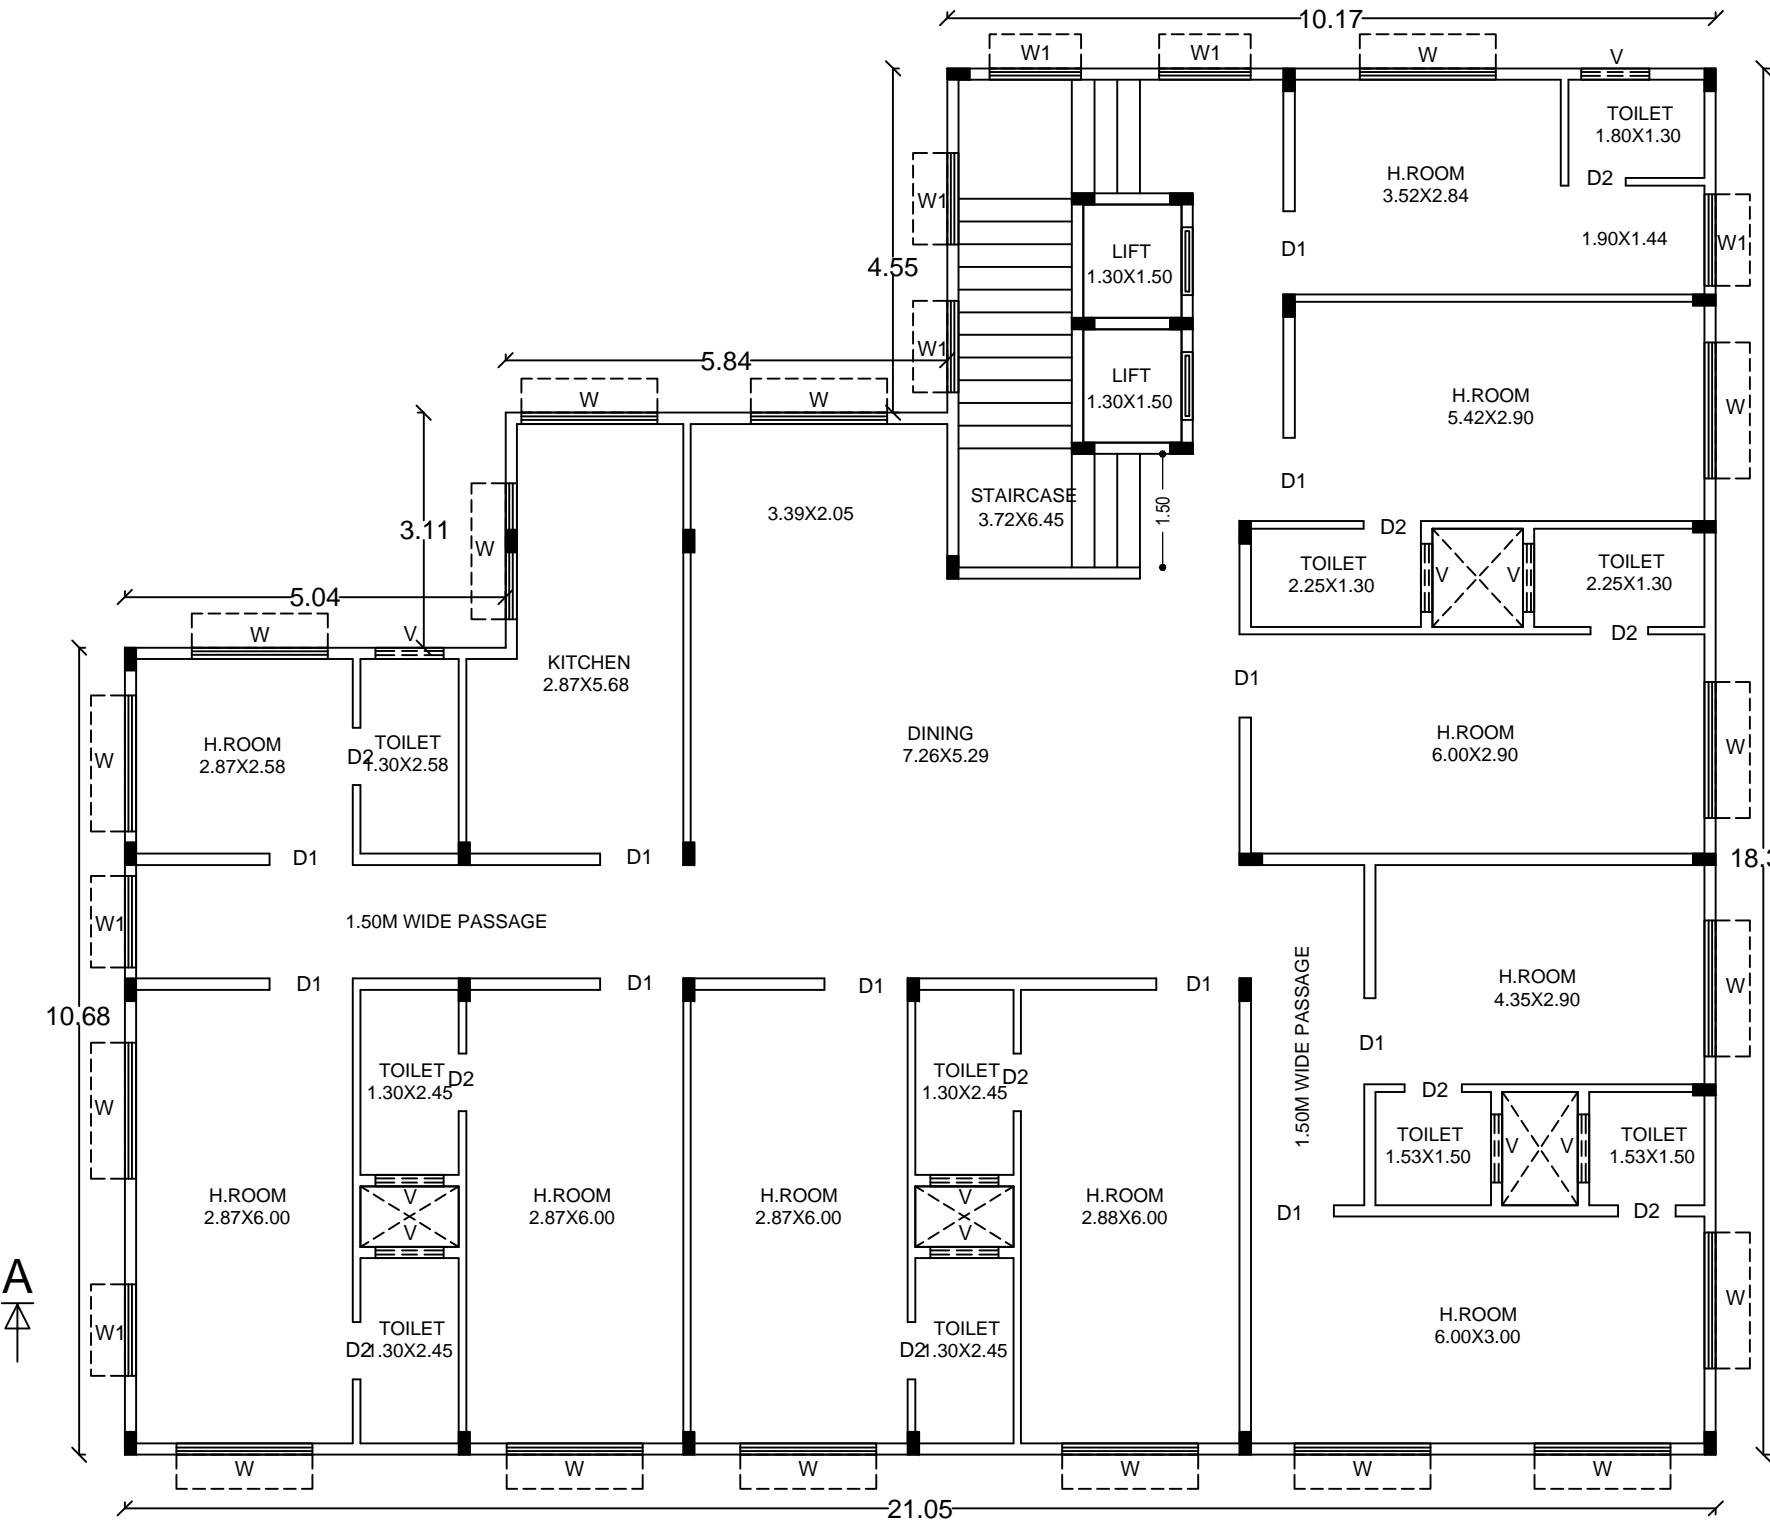 10.17
W1
W1
W
V
TOILET
1.80X1.30
H.ROOM
3.52X2.84
D2
W1
LIFT
1.30X1.50
D1
1.90X1.44
W1
4.55
W1
5.84
LIFT
1.30X1.50
H.ROOM
5.42X2.90
W
W
W
D1
STAIRCASE
3.72X6.45
1.50
3.39X2.05
3.11
W
D2
TOILET
2.25X1.30
V
V
TOILET
2.25X1.30
5.04
W
V
D2
KITCHEN
2.87X5.68
D1
H.ROOM
2.87X2.58
W
D2
TOILET
1.30X2.58
DINING
7.26X5.29
H.ROOM
6.00X2.90
W
D1
D1
W1
1.50M WIDE PASSAGE
1.50M WIDE PASSAGE
H.ROOM
4.35X2.90
W
D1
D1
D1
D1
10.68
D1
W
TOILET
1.30X2.45
D2
TOILET
1.30X2.45
D2
D2
TOILET
1.53X1.50
V
V
TOILET
1.53X1.50
H.ROOM
2.87X6.00
V
V
H.ROOM
2.87X6.00
H.ROOM
2.87X6.00
V
V
H.ROOM
2.88X6.00
D1
D2
A
W1
D2
TOILET
1.30X2.45
D2
TOILET
1.30X2.45
H.ROOM
6.00X3.00
W
W
W
W
W
W
W
21.05